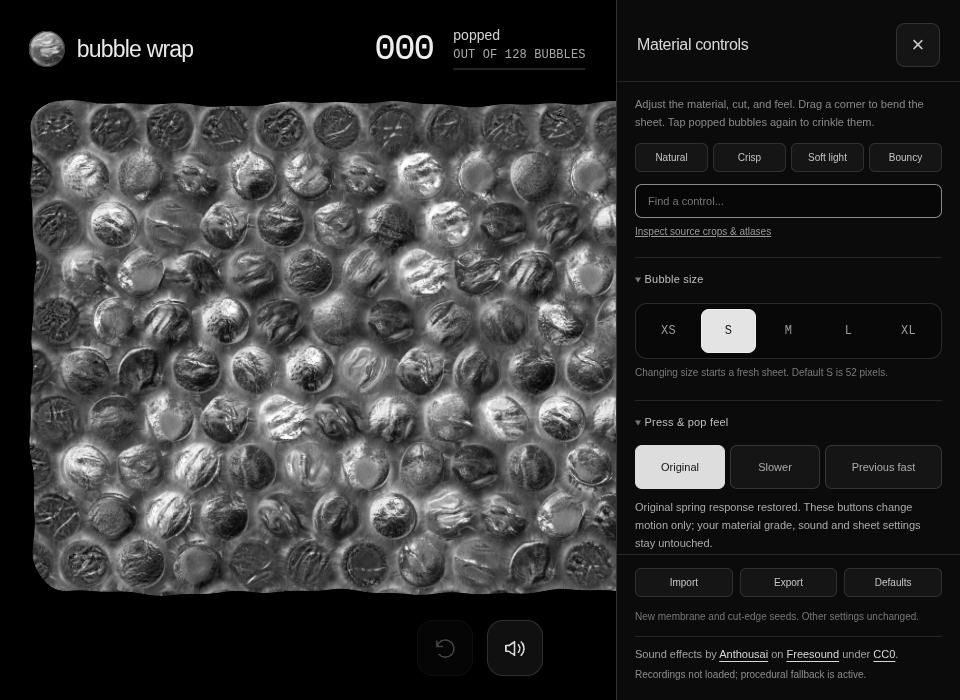 bubble wrap
000
popped
OUT OF 128 BUBBLES
Material controls
Adjust the material, cut, and feel. Drag a corner to bend the
sheet. Tap popped bubbles again to crinkle them.
Natural
Crisp
Soft light
Bouncy
Find a control...
Inspect source crops & atlases
Bubble size
XS
S
M
L
XL
Changing size starts a fresh sheet. Default S is 52 pixels.
Press & pop feel
Original
Slower
Previous fast
Original spring response restored. These buttons change
motion only; your material grade, sound and sheet settings
stay untouched.
Import
Export
Defaults
New membrane and cut-edge seeds. Other settings unchanged.
Sound effects by Anthousai on Freesound under CC0.
Recordings not loaded; procedural fallback is active.